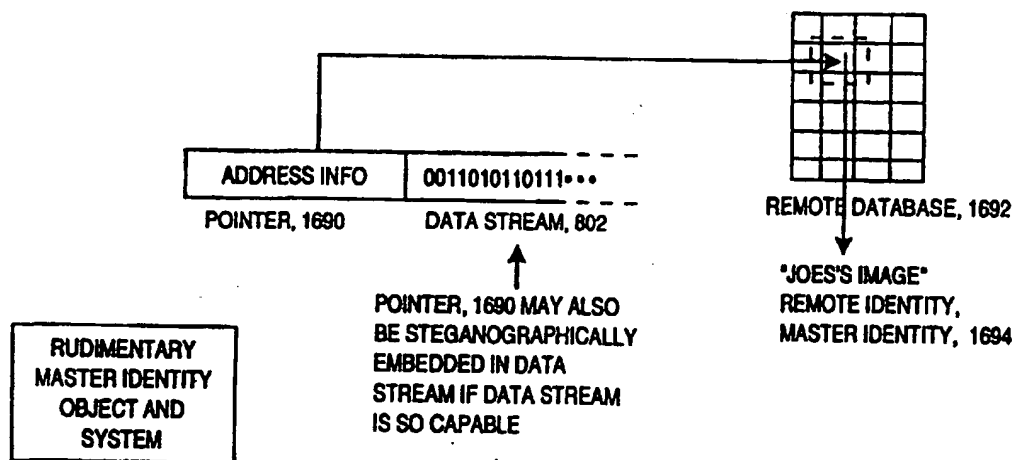 ADDRESS INFO
0011010110111•••
POINTER, 1690
DATA STREAM, 802
REMOTE DATABASE, 1692
"JOES'S IMAGE"
REMOTE IDENTITY,
MASTER IDENTITY, 1694
POINTER, 1690 MAY ALSO
BE STEGANOGRAPHICALLY
EMBEDDED IN DATA
STREAM IF DATA STREAM
IS SO CAPABLE
RUDIMENTARY
MASTER IDENTITY
OBJECT AND
SYSTEM